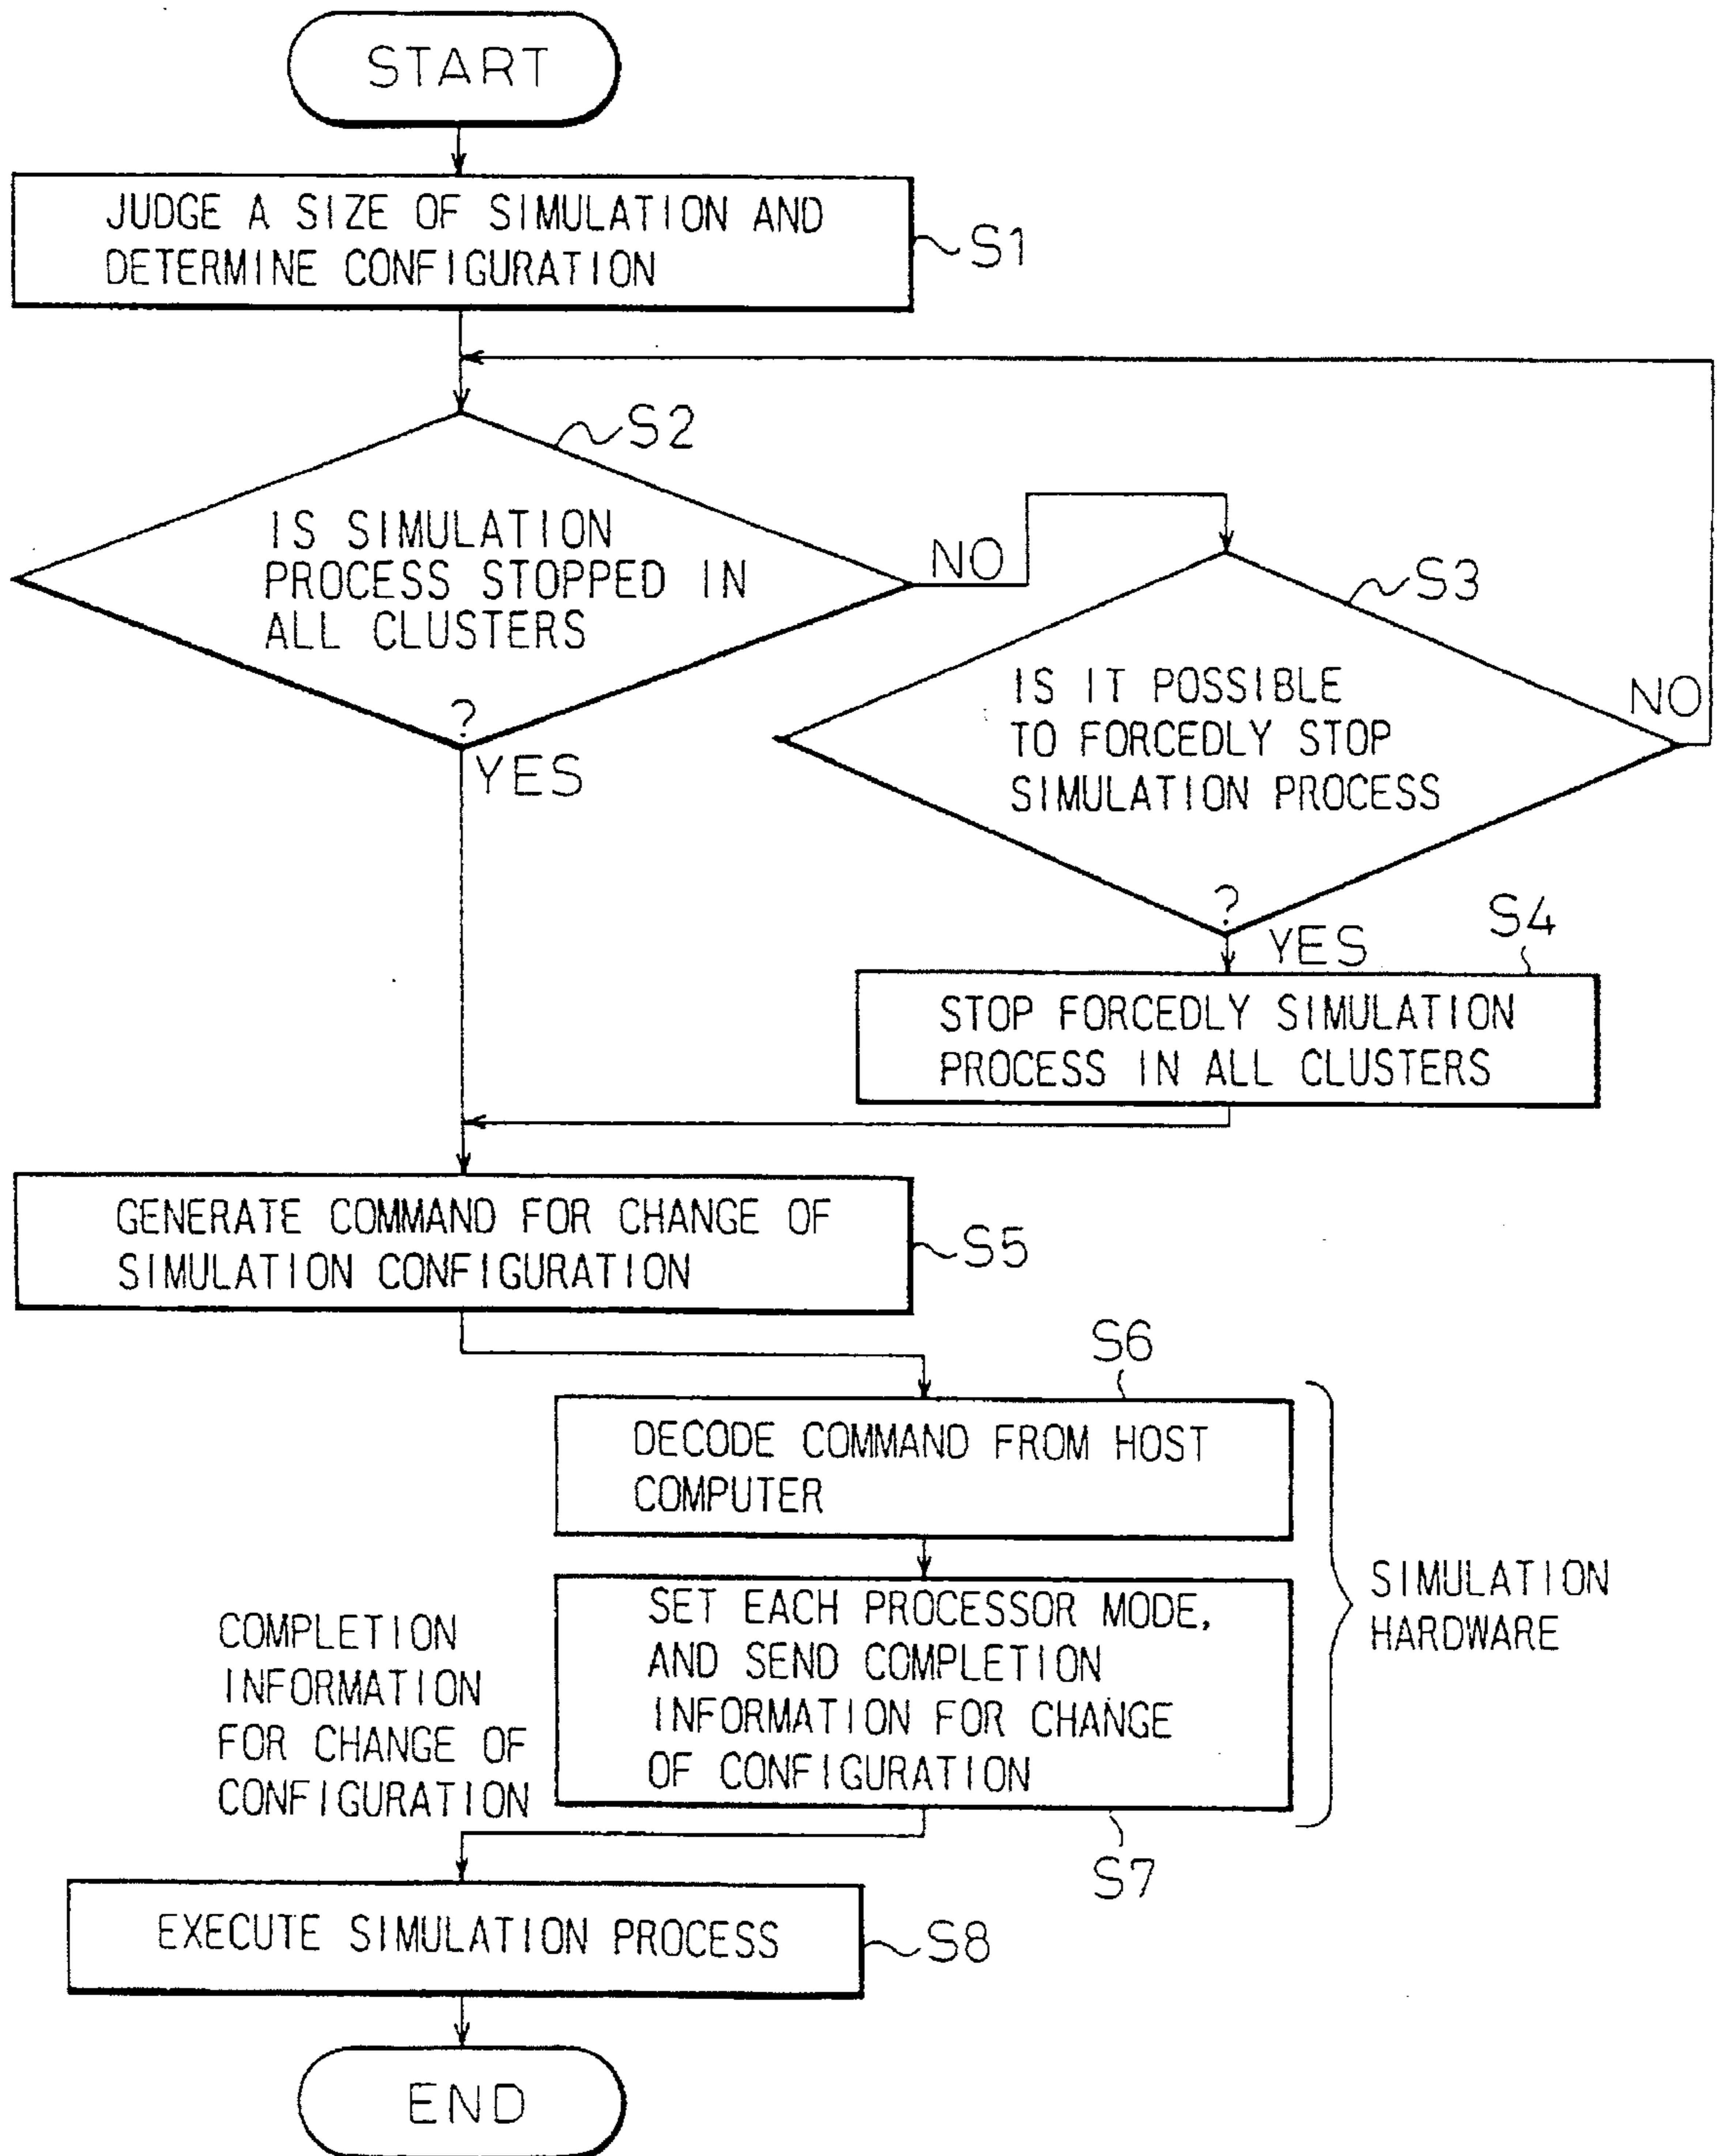 START
JUDGE A SIZE OF SIMULATION AND
DETERMINE CONFIGURATION
S1
S2
IS SIMULATION
PROCESS STOPPED IN
ALL CLUSTERS
?
NO
YES
S3
IS IT POSSIBLE
TO FORCEDLY STOP
SIMULATION PROCESS
?
NO
YES
S4
STOP FORCEDLY SIMULATION
PROCESS IN ALL CLUSTERS
GENERATE COMMAND FOR CHANGE OF
SIMULATION CONFIGURATION
S5
S6
DECODE COMMAND FROM HOST
COMPUTER
SET EACH PROCESSOR MODE,
AND SEND COMPLETION
INFORMATION FOR CHANGE
OF CONFIGURATION
S7
SIMULATION
HARDWARE
COMPLETION
INFORMATION
FOR CHANGE OF
CONFIGURATION
EXECUTE SIMULATION PROCESS
S8
END